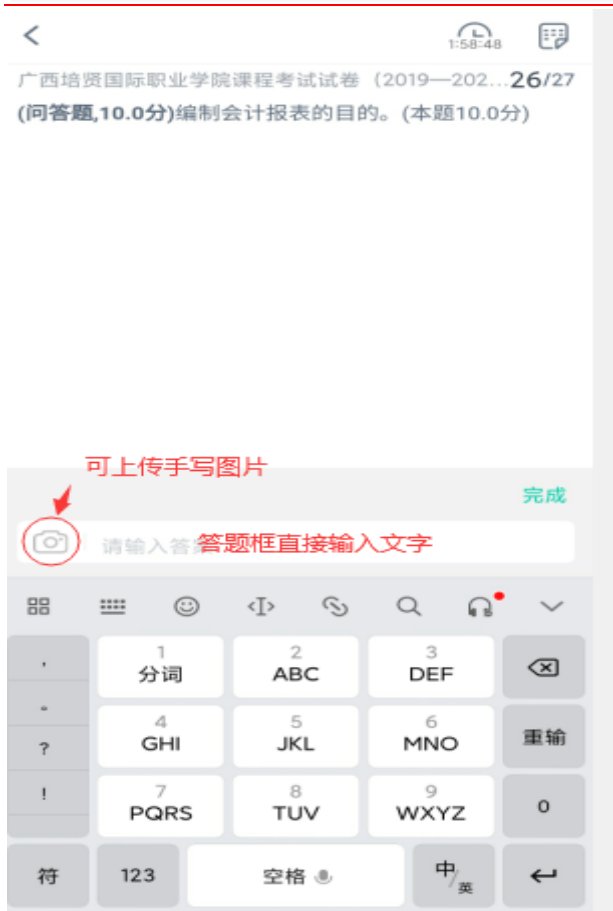 1:58:48
广西培贤国际职业学院课程考试试卷（2019—202...26/27
(问答题,10.0分)编制会计报表的目的。(本题10.0分)
可上传手写图片
完成
请输入答案
答题框直接输入文字
, 1 2 3
分词 ABC DEF
。 4 5 6
? GHI JKL MNO 重输
! 7 8 9
PQRS TUV WXYZ 0
符 123 空格 中/英